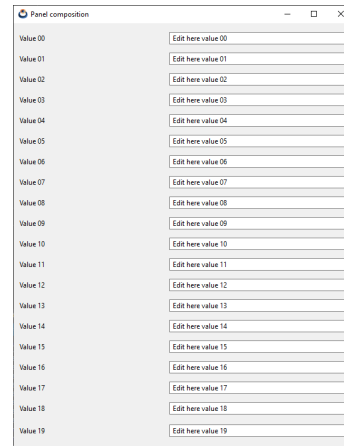 Panel composition
Value 00 Edit here value 00
Value 01 Edit here value 01
Value 02 Edit here value 02
Value 03 Edit here value 03
Value 04 Edit here value 04
Value 05 Edit here value 05
Value 06 Edit here value 06
Value 07 Edit here value 07
Value 08 Edit here value 08
Value 09 Edit here value 09
Value 10 Edit here value 10
Value 11 Edit here value 11
Value 12 Edit here value 12
Value 13 Edit here value 13
Value 14 Edit here value 14
Value 15 Edit here value 15
Value 16 Edit here value 16
Value 17 Edit here value 17
Value 18 Edit here value 18
Value 19 Edit here value 19